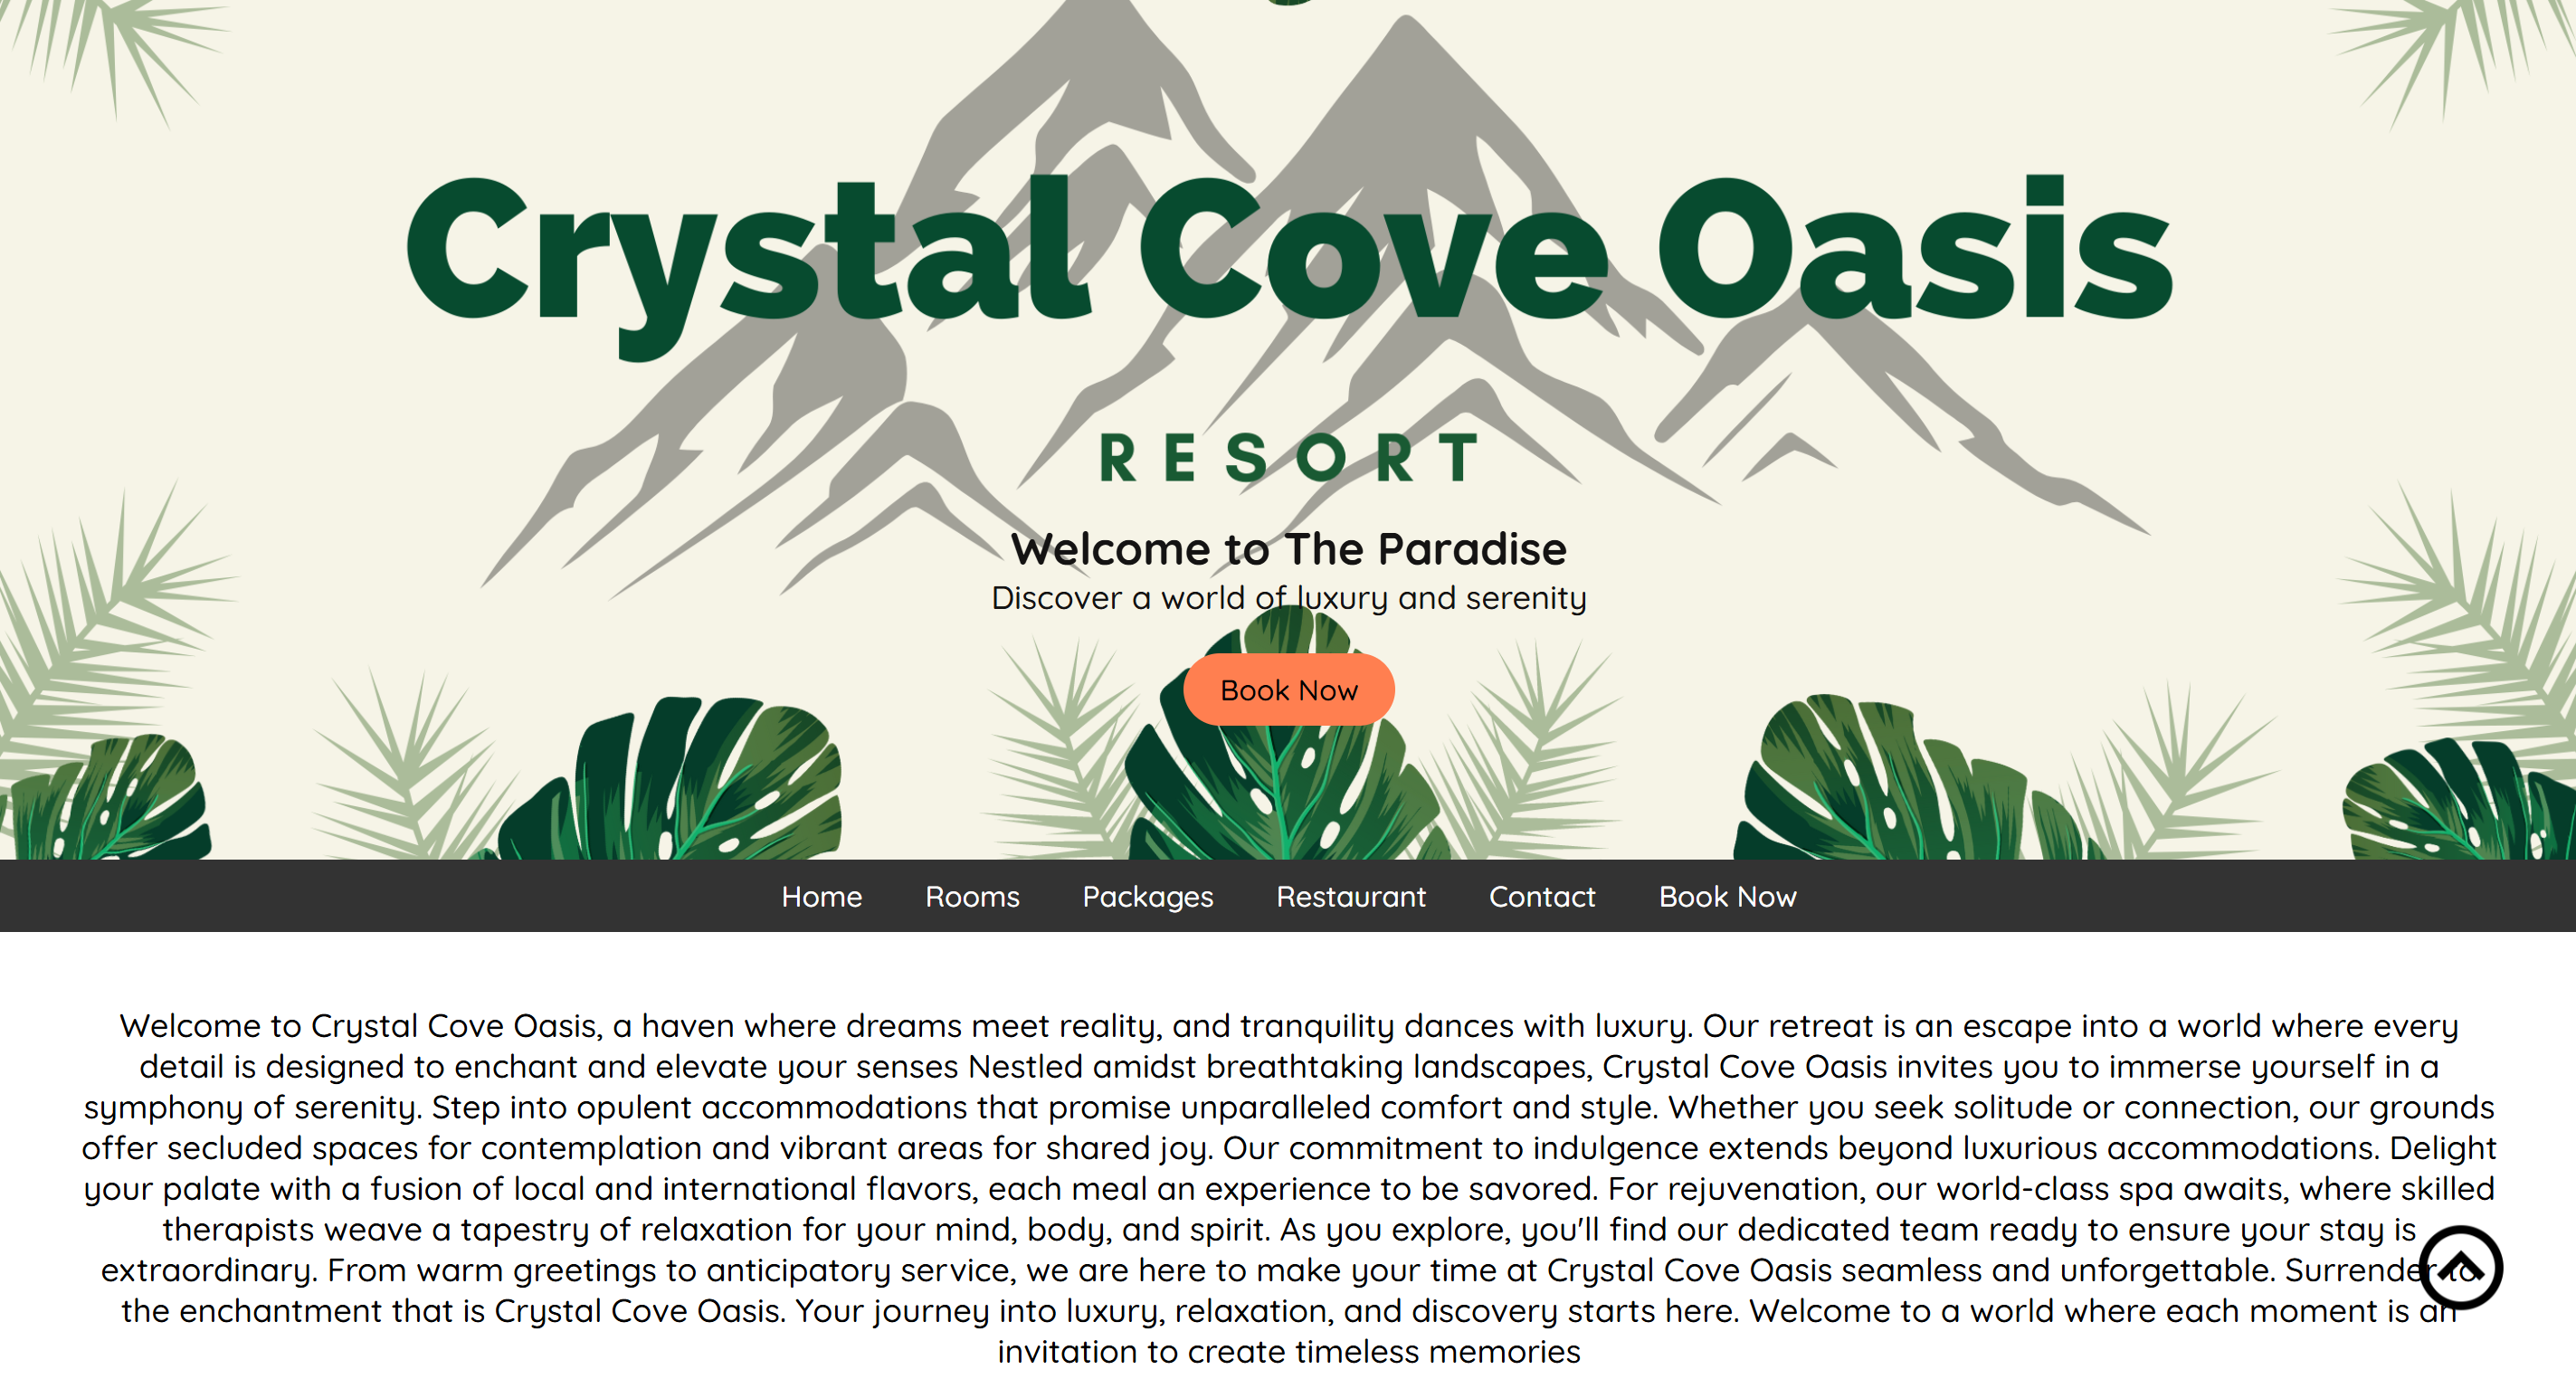 Crystal Cove Oasis
RESORT
Welcome to The Paradise
Discover a world of luxury and serenity
Book Now
Home Rooms Packages Restaurant Contact Book Now
Welcome to Crystal Cove Oasis, a haven where dreams meet reality, and tranquility dances with luxury. Our retreat is an escape into a world where every
detail is designed to enchant and elevate your senses Nestled amidst breathtaking landscapes, Crystal Cove Oasis invites you to immerse yourself in a
symphony of serenity. Step into opulent accommodations that promise unparalleled comfort and style. Whether you seek solitude or connection, our grounds
offer secluded spaces for contemplation and vibrant areas for shared joy. Our commitment to indulgence extends beyond luxurious accommodations. Delight
your palate with a fusion of local and international flavors, each meal an experience to be savored. For rejuvenation, our world-class spa awaits, where skilled
therapists weave a tapestry of relaxation for your mind, body, and spirit. As you explore, you'll find our dedicated team ready to ensure your stay is
extraordinary. From warm greetings to anticipatory service, we are here to make your time at Crystal Cove Oasis seamless and unforgettable. Surrender to
the enchantment that is Crystal Cove Oasis. Your journey into luxury, relaxation, and discovery starts here. Welcome to a world where each moment is an
invitation to create timeless memories